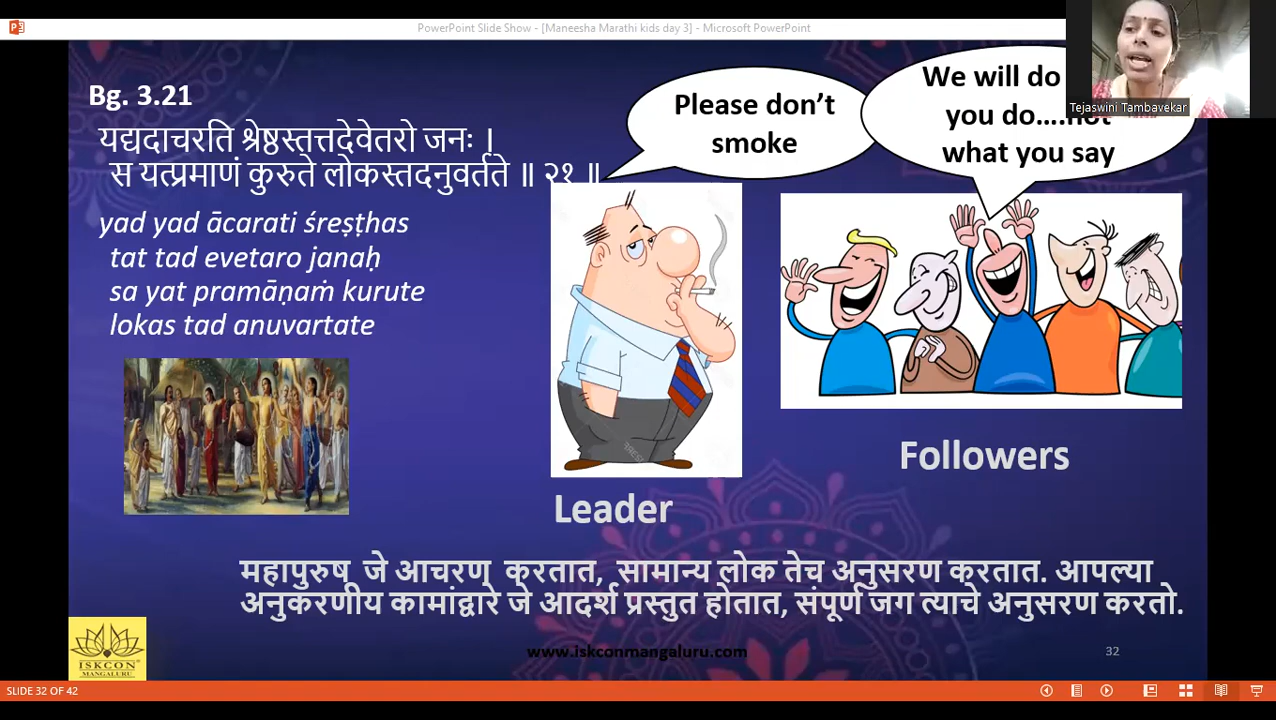 PowerPoint Slide Show - [Maneesha Marathi kids day 3] - Microsoft PowerPoint
Bg. 3.21
यद्यदाचरति श्रेष्ठस्तत्तदेवेतरो जनः ।
स यत्प्रमाणं कुरुते लोकस्तदनुवर्तते ॥ २१ ॥
yad yad ācarati śreṣṭhas
tat tad evetaro janaḥ
sa yat pramāṇaṁ kurute
lokas tad anuvartate
Please don't
smoke
We will do
you do....not
what you say
Tejaswini Tambavekar
Leader
Followers
महापुरुष जे आचरण करतात, सामान्य लोक तेच अनुसरण करतात. आपल्या
अनुकरणीय कामांद्वारे जे आदर्श प्रस्तुत होतात, संपूर्ण जग त्याचे अनुसरण करतो.
ISKCON
MANGALURU
www.iskconmangaluru.com
32
SLIDE 32 OF 42